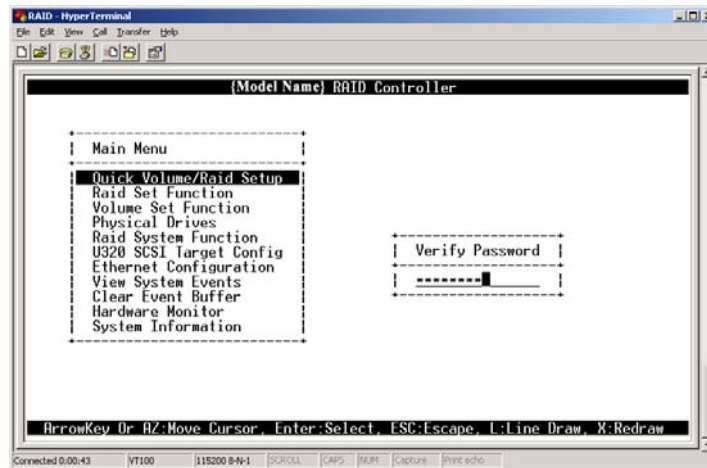 RAID - HyperTerminal
File Edit View Call Transfer Help
{Model Name} RAID Controller
Main Menu
Quick Volume/Raid Setup
Raid Set Function
Volume Set Function
Physical Drives
Raid System Function
U320 SCSI Target Config
Ethernet Configuration
View System Events
Clear Event Buffer
Hardware Monitor
System Information
Verify Password
********
ArrowKey Or AZ:Move Cursor, Enter:Select, ESC:Escape, L:Line Draw, X:Redraw
Connected 0:00:43 VT100 115200 8-N-1 SCROLL CAPS NUM Capture Print echo